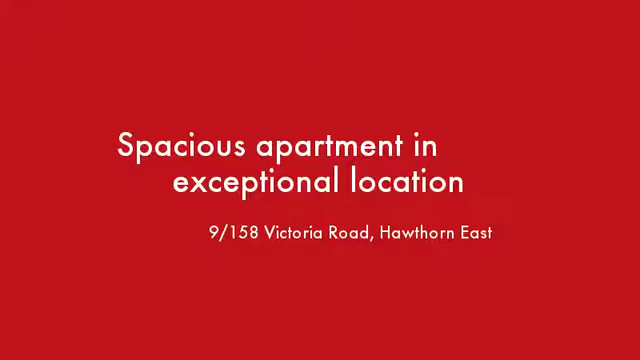 Spacious apartment in
exceptional location
9/158 Victoria Road, Hawthorn East